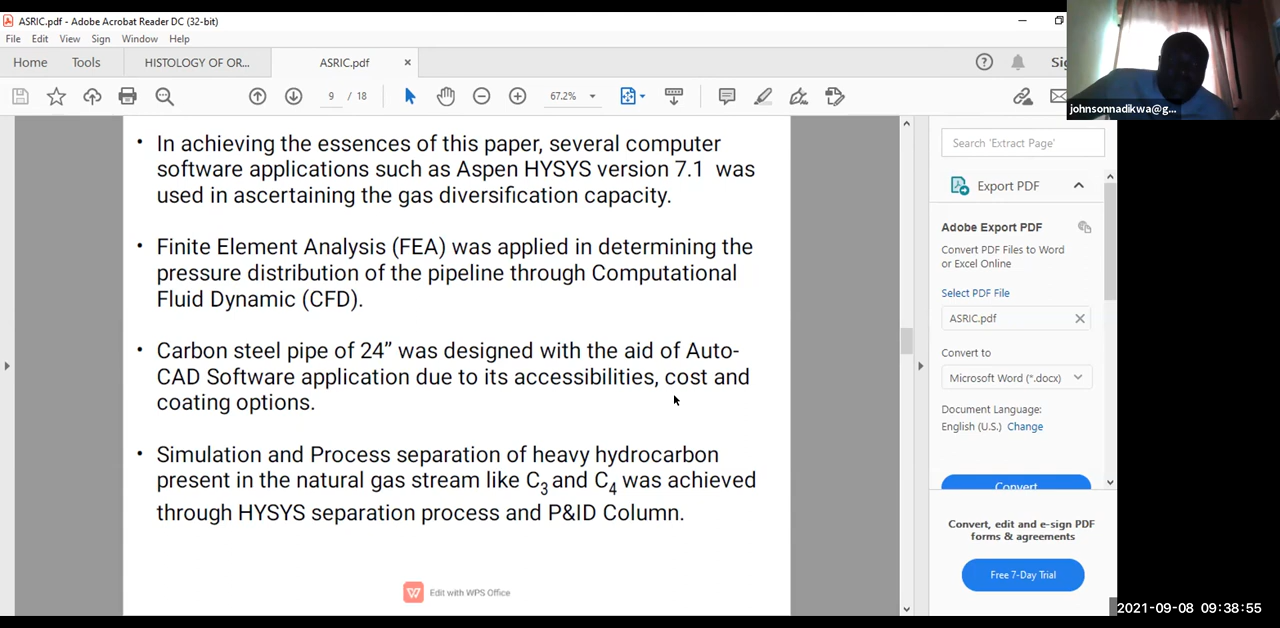 ASRIC.pdf - Adobe Acrobat Reader DC (32-bit)
File Edit View Sign Window Help
Home Tools HISTOLOGY OF OR... ASRIC.pdf
9 / 18 67.2%
johnsonnadikwa@g...
• In achieving the essences of this paper, several computer
software applications such as Aspen HYSYS version 7.1 was
used in ascertaining the gas diversification capacity.
• Finite Element Analysis (FEA) was applied in determining the
pressure distribution of the pipeline through Computational
Fluid Dynamic (CFD).
• Carbon steel pipe of 24” was designed with the aid of Auto-
CAD Software application due to its accessibilities, cost and
coating options.
• Simulation and Process separation of heavy hydrocarbon
present in the natural gas stream like C3 and C4 was achieved
through HYSYS separation process and P&ID Column.
Edit with WPS Office
Search 'Extract Page'
Export PDF
Adobe Export PDF
Convert PDF Files to Word
or Excel Online
Select PDF File
ASRIC.pdf
Convert to
Microsoft Word (*.docx)
Document Language:
English (U.S.) Change
Convert
Convert, edit and e-sign PDF
forms & agreements
Free 7-Day Trial
2021-09-08 09:38:55